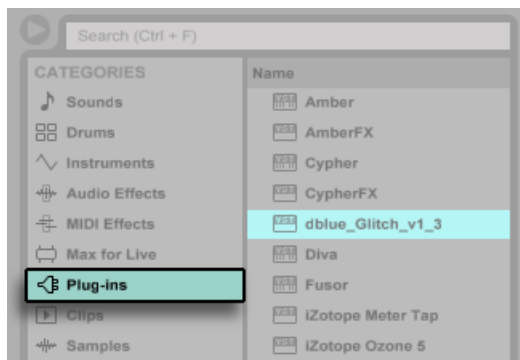 Search (Ctrl + F)
CATEGORIES
Sounds
Drums
Instruments
Audio Effects
MIDI Effects
Max for Live
Plug-ins
Clips
Samples
Name
Amber
AmberFX
Cypher
CypherFX
dblue_Glitch_v1_3
Diva
Fusor
iZotope Meter Tap
iZotope Ozone 5